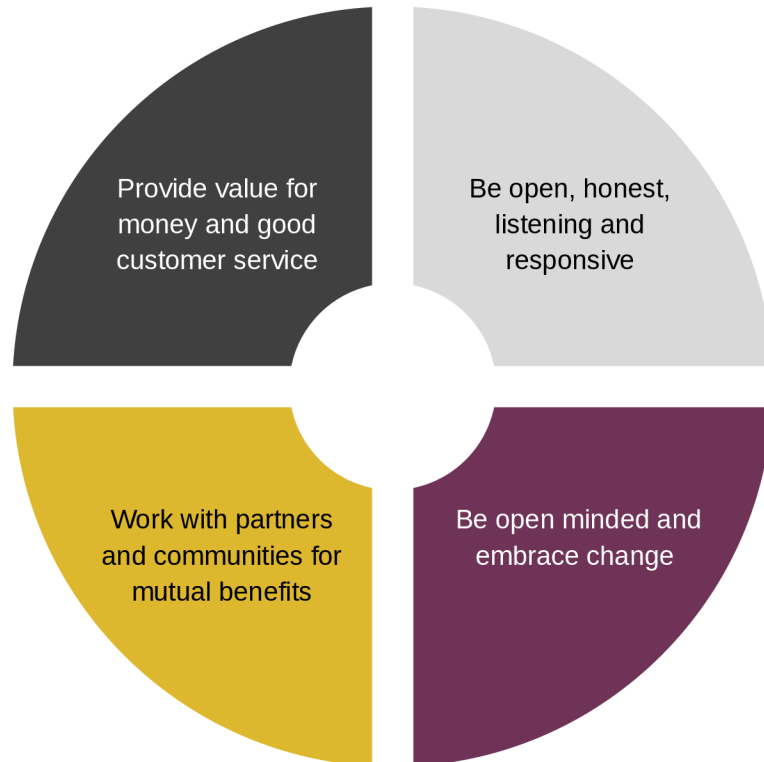 Provide value for
money and good
customer service
Be open, honest,
listening and
responsive
Work with partners
and communities for
mutual benefits
Be open minded and
embrace change